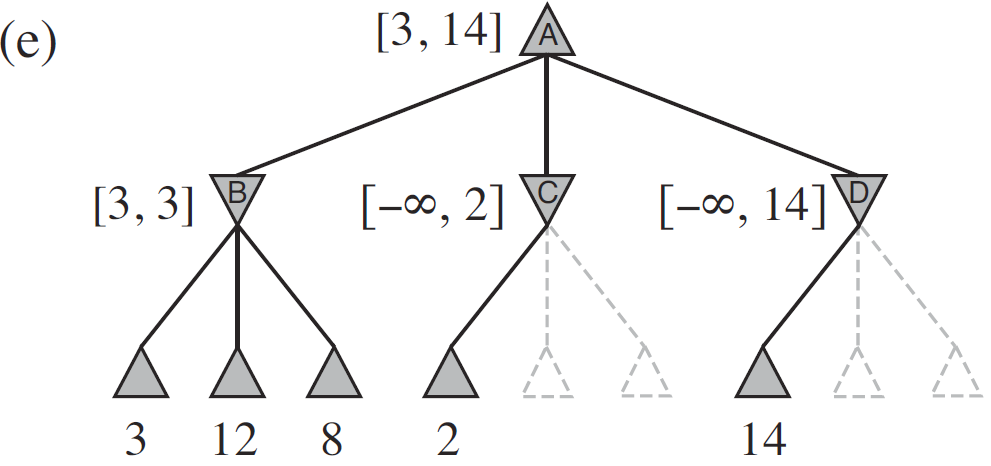 (e) [3, 14] A
[3, 3] B [–∞, 2] C [–∞, 14] D
3 12 8 2 14